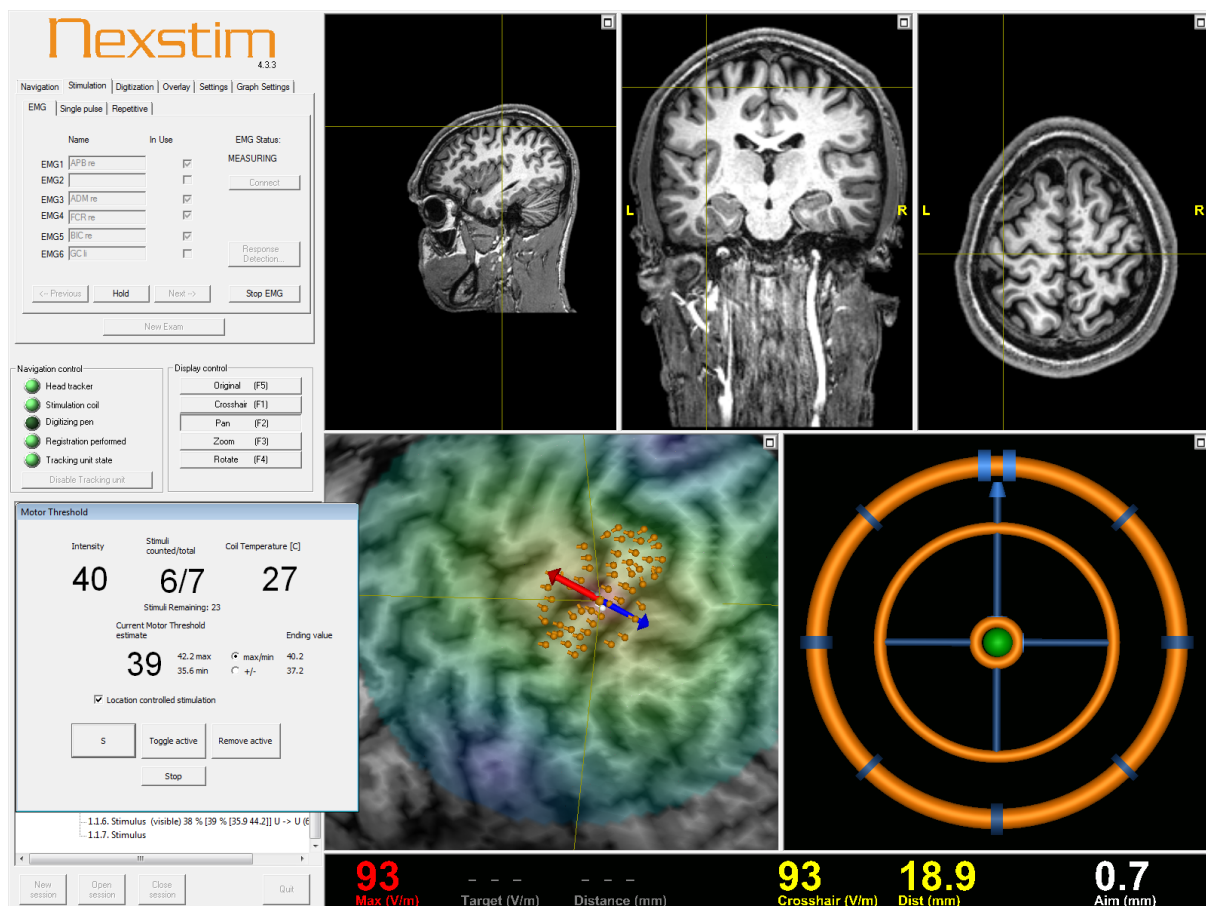 Nexstim
4.3.3
Navigation Stimulation Digitization Overlay Settings Graph Settings
EMG Single pulse Repetitive
Name In Use EMG Status:
EMG1 APB re MEASURING
EMG2 Connect
EMG3 ADM re
EMG4 FCR re
EMG5 BIC re
EMG6 GC li Response Detection...
<-- Previous Hold Next --> Stop EMG
New Exam
Navigation control
Head tracker
Stimulation coil
Digitizing pen
Registration performed
Tracking unit state
Disable Tracking unit
Display control
Original (F5)
Crosshair (F1)
Pan (F2)
Zoom (F3)
Rotate (F4)
L R
L R
Motor Threshold
Intensity
Stimuli counted/total
Coil Temperature [C]
40 6/7 27
Stimuli Remaining: 23
Current Motor Threshold estimate
Ending value
39
42.2 max
max/min 40.2
35.6 min
+/- 37.2
Location controlled stimulation
S Toggle active Remove active
Stop
1.1.6. Stimulus (visible) 38 % [39 % [35.9 44.2]] U -> U (6
1.1.7. Stimulus
New session Open session Close session Quit
93 - - - - - - 93 18.9 0.7
Max (V/m) Target (V/m) Distance (mm) Crosshair (V/m) Dist (mm) Aim (mm)